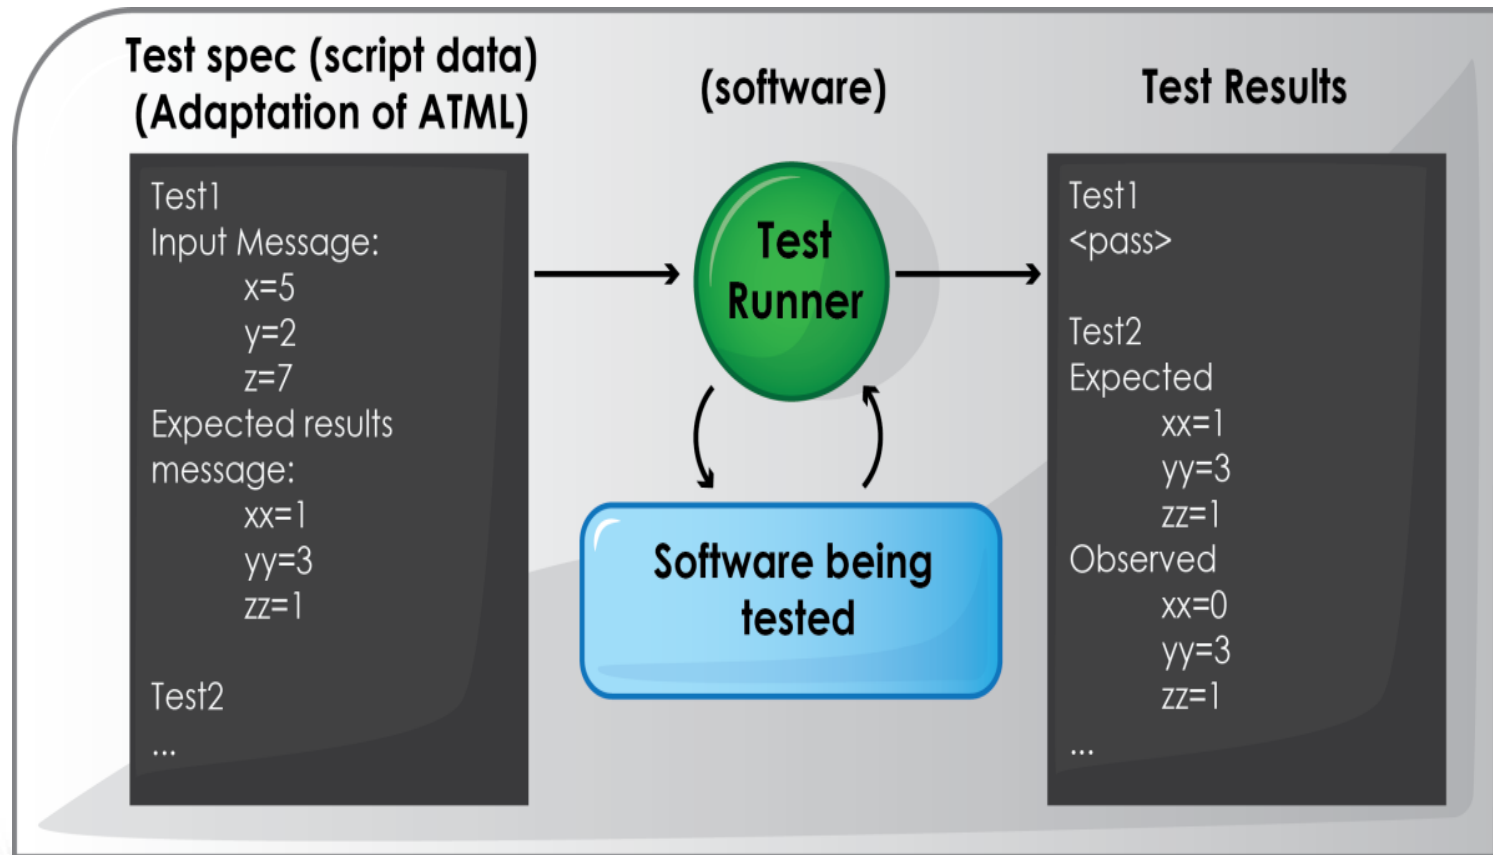 Test spec (script data)
(Adaptation of ATML)
Test1
Input Message:
x=5
y=2
z=7
Expected results
message:
xx=1
yy=3
zz=1
Test2
...
(software)
Test
Runner
Software being
tested
Test Results
Test1
<pass>
Test2
Expected
xx=1
yy=3
zz=1
Observed
xx=0
yy=3
zz=1
...